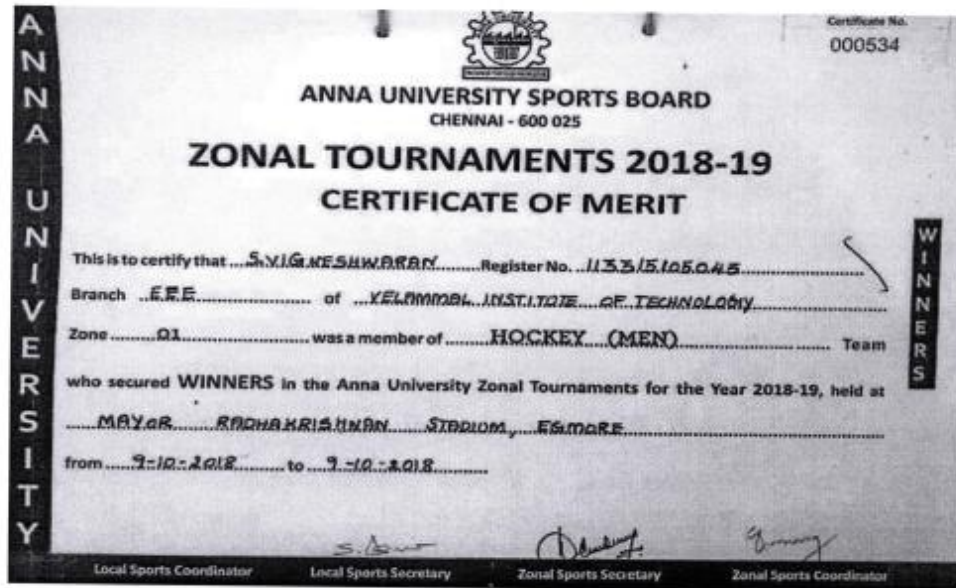 ANNA UNIVERSITY
Certificate No.
000534
ANNA UNIVERSITY SPORTS BOARD
CHENNAI - 600 025
ZONAL TOURNAMENTS 2018-19
CERTIFICATE OF MERIT
This is to certify that S.VIGNESHWARAN Register No. 113315105045
Branch EEE of VELAMMAL INSTITUTE OF TECHNOLOGY
Zone 01 was a member of HOCKEY (MEN) Team
who secured WINNERS in the Anna University Zonal Tournaments for the Year 2018-19, held at
MAYOR RADHAKRISHNAN STADIUM, EGMORE
from 9-10-2018 to 9-10-2018
WINNERS
Local Sports Coordinator Local Sports Secretary Zonal Sports Secretary Zonal Sports Coordinator